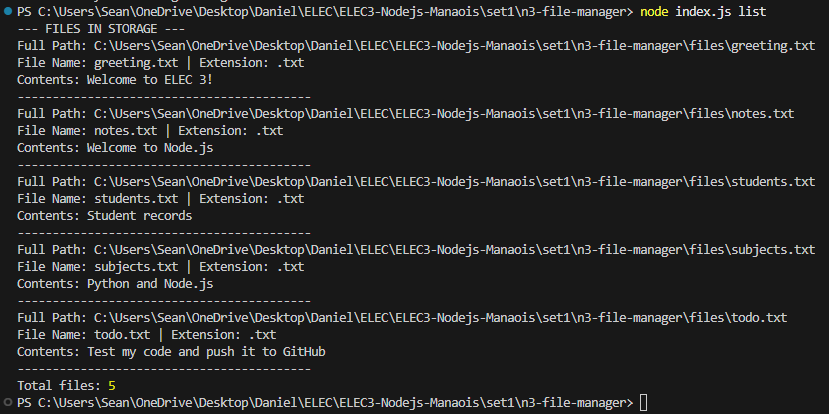 PS C:\Users\Sean\OneDrive\Desktop\Daniel\ELEC\ELEC3-Nodejs-Manaois\set1\n3-file-manager> node index.js list
--- FILES IN STORAGE ---
Full Path: C:\Users\Sean\OneDrive\Desktop\Daniel\ELEC\ELEC3-Nodejs-Manaois\set1\n3-file-manager\files\greeting.txt
File Name: greeting.txt | Extension: .txt
Contents: Welcome to ELEC 3!
------------------------------------------
Full Path: C:\Users\Sean\OneDrive\Desktop\Daniel\ELEC\ELEC3-Nodejs-Manaois\set1\n3-file-manager\files\notes.txt
File Name: notes.txt | Extension: .txt
Contents: Welcome to Node.js
------------------------------------------
Full Path: C:\Users\Sean\OneDrive\Desktop\Daniel\ELEC\ELEC3-Nodejs-Manaois\set1\n3-file-manager\files\students.txt
File Name: students.txt | Extension: .txt
Contents: Student records
------------------------------------------
Full Path: C:\Users\Sean\OneDrive\Desktop\Daniel\ELEC\ELEC3-Nodejs-Manaois\set1\n3-file-manager\files\subjects.txt
File Name: subjects.txt | Extension: .txt
Contents: Python and Node.js
------------------------------------------
Full Path: C:\Users\Sean\OneDrive\Desktop\Daniel\ELEC\ELEC3-Nodejs-Manaois\set1\n3-file-manager\files\todo.txt
File Name: todo.txt | Extension: .txt
Contents: Test my code and push it to GitHub
------------------------------------------
Total files: 5
PS C:\Users\Sean\OneDrive\Desktop\Daniel\ELEC\ELEC3-Nodejs-Manaois\set1\n3-file-manager>